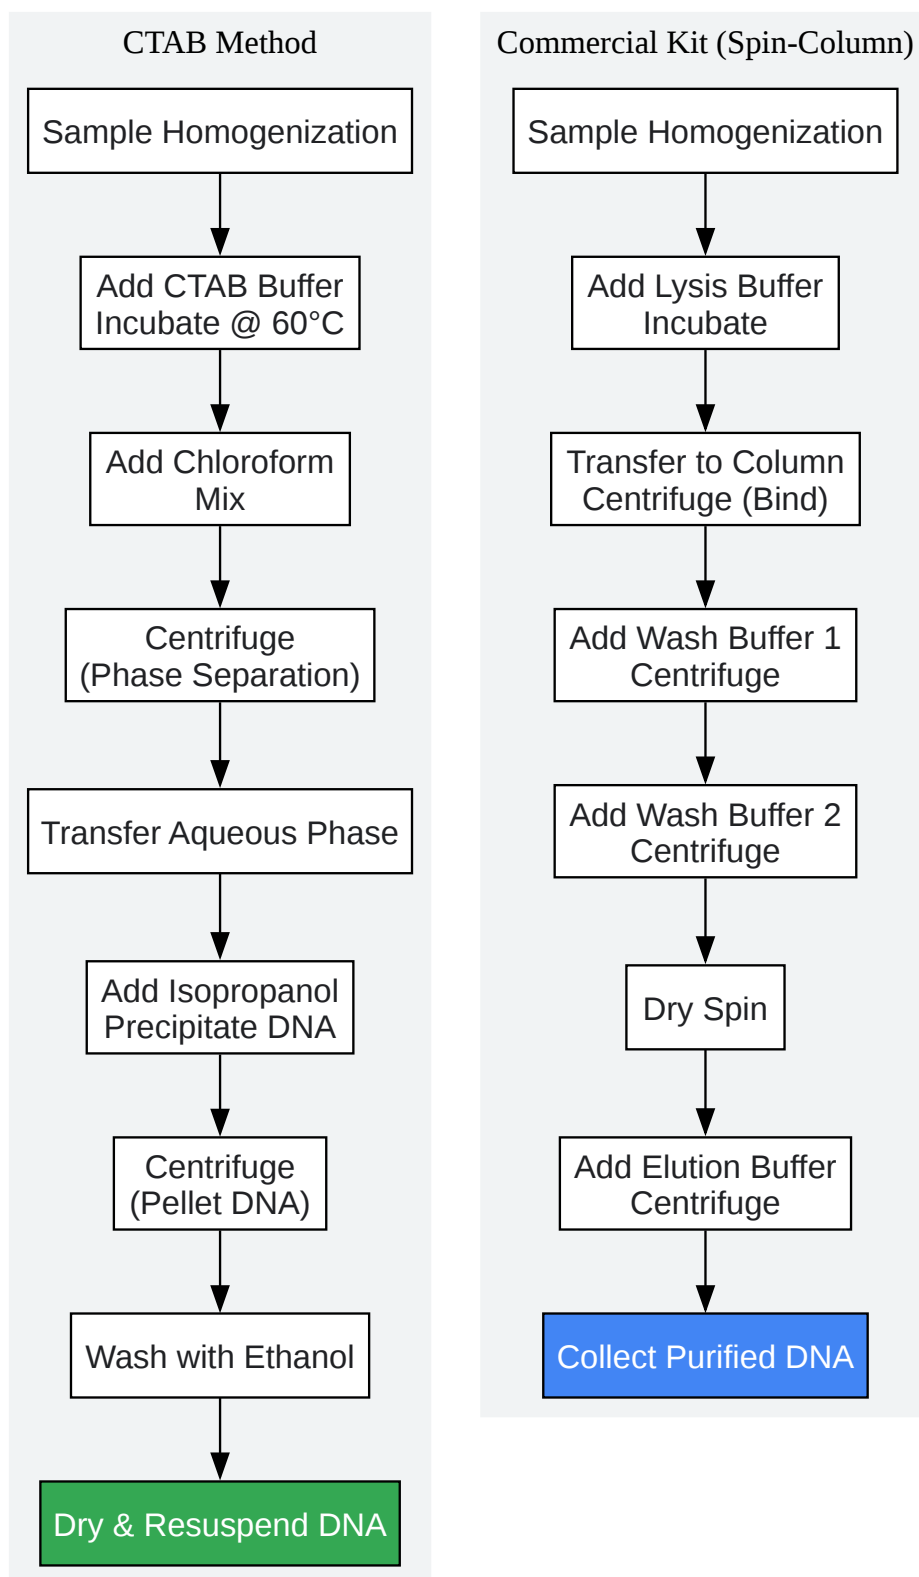 CTAB Method
Sample Homogenization
Add CTAB Buffer
Incubate @ 60°C
Add Chloroform
Mix
Centrifuge
(Phase Separation)
Transfer Aqueous Phase
Add Isopropanol
Precipitate DNA
Centrifuge
(Pellet DNA)
Wash with Ethanol
Dry & Resuspend DNA
Commercial Kit (Spin-Column)
Sample Homogenization
Add Lysis Buffer
Incubate
Transfer to Column
Centrifuge (Bind)
Add Wash Buffer 1
Centrifuge
Add Wash Buffer 2
Centrifuge
Dry Spin
Add Elution Buffer
Centrifuge
Collect Purified DNA